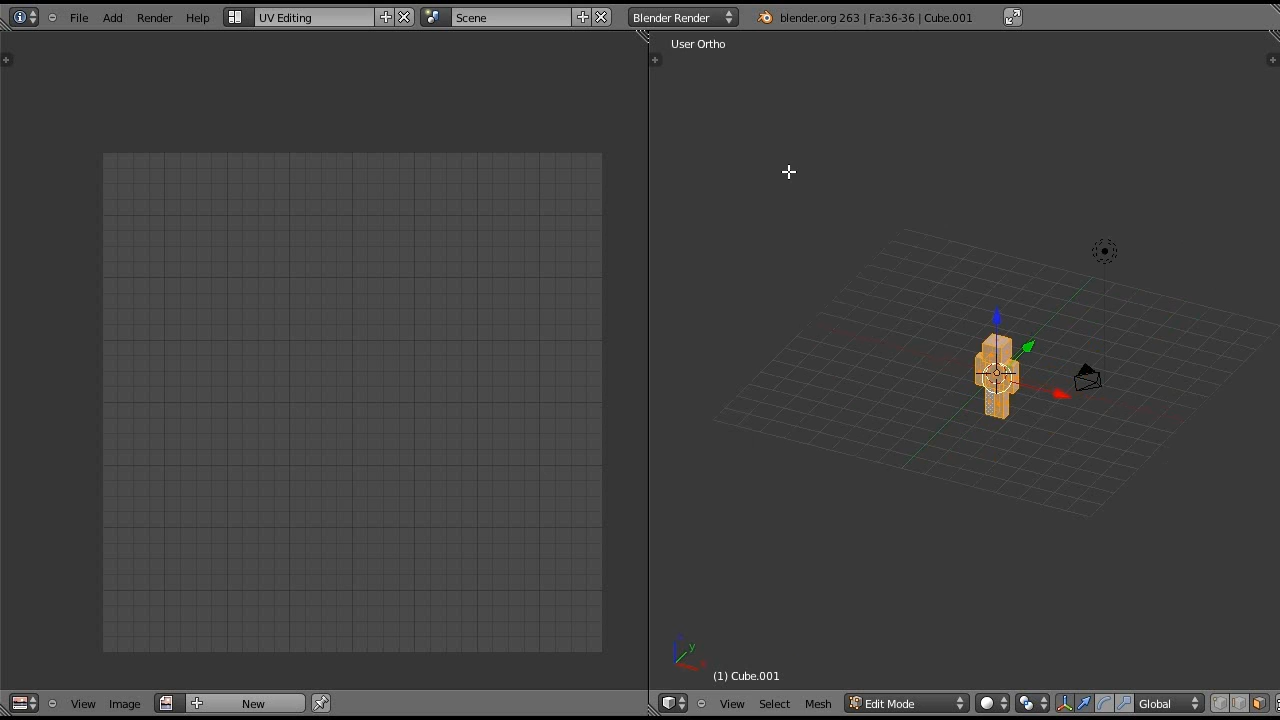 File Add Render Help UV Editing Scene Blender Render blender.org 263 | Fa:36-36 | Cube.001
User Ortho
y
(1) Cube.001
View Image New View Select Mesh Edit Mode Global